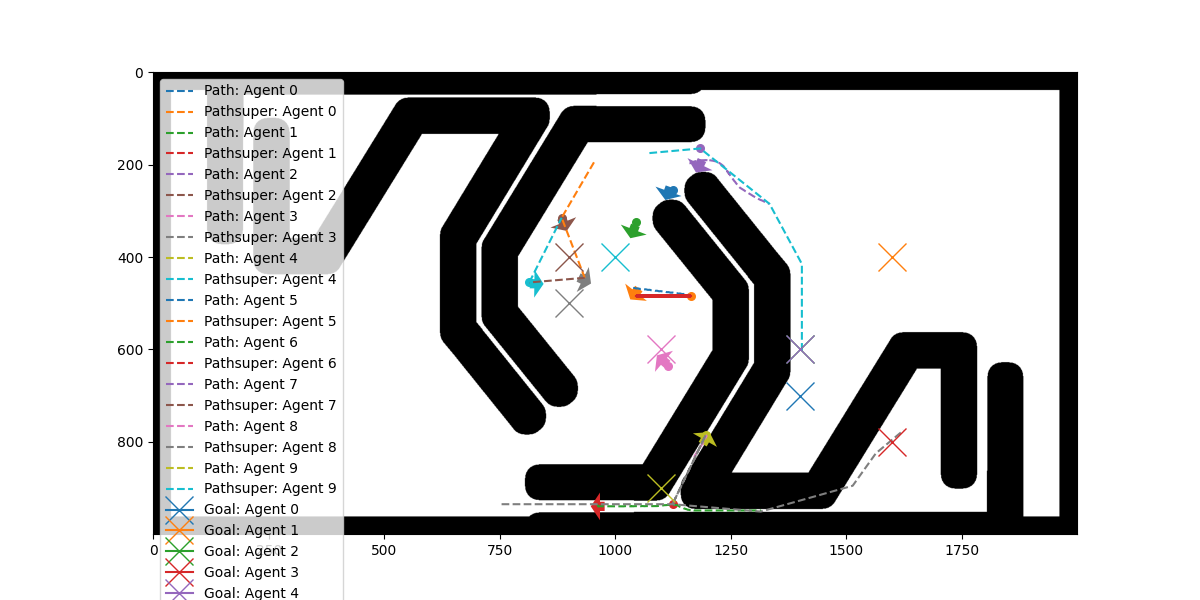 0
200
400
600
800
Path: Agent 0
Pathsuper: Agent 0
Path: Agent 1
Pathsuper: Agent 1
Path: Agent 2
Pathsuper: Agent 2
Path: Agent 3
Pathsuper: Agent 3
Path: Agent 4
Pathsuper: Agent 4
Path: Agent 5
Pathsuper: Agent 5
Path: Agent 6
Pathsuper: Agent 6
Path: Agent 7
Pathsuper: Agent 7
Path: Agent 8
Pathsuper: Agent 8
Path: Agent 9
Pathsuper: Agent 9
Goal: Agent 0
Goal: Agent 1
Goal: Agent 2
Goal: Agent 3
Goal: Agent 4
0 500 750 1000 1250 1500 1750